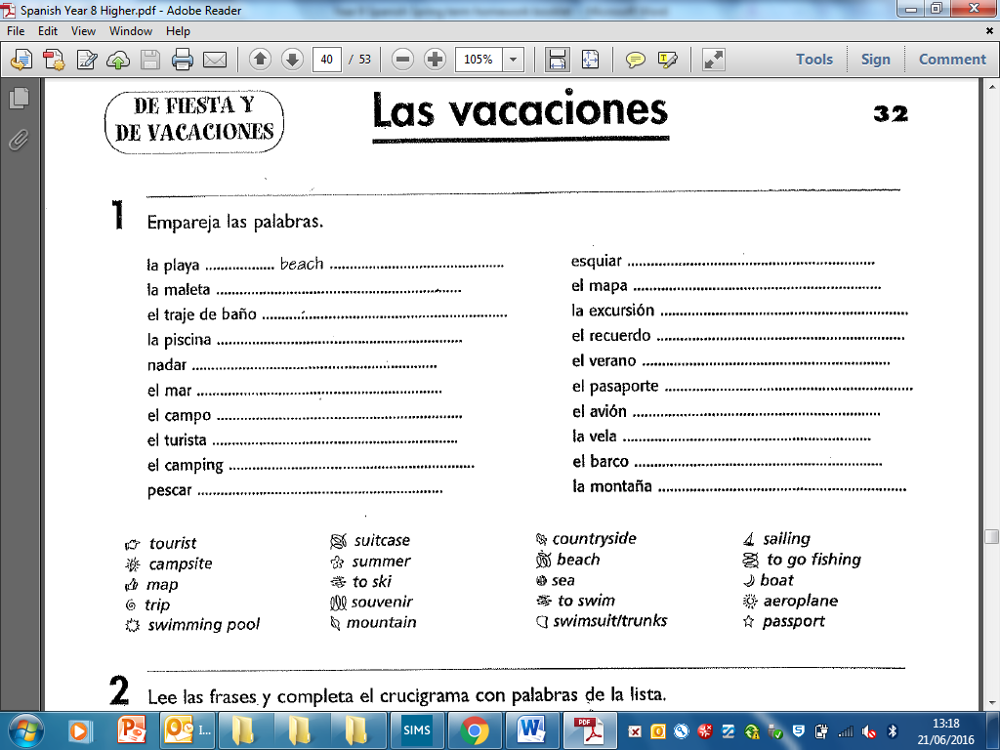 Spanish Year 8 Higher.pdf - Adobe Reader
File Edit View Window Help
40 / 53
105%
Tools Sign Comment
DE FIESTA Y
DE VACACIONES
Las vacaciones
32
1 Empareja las palabras.
la playa ................. beach ...........................................
la maleta ............................................................
el traje de baño ............................................................
la piscina ............................................................
nadar ............................................................
el mar ............................................................
el campo ............................................................
el turista ............................................................
el camping ............................................................
pescar ............................................................
esquiar ............................................................
el mapa ............................................................
la excursión ............................................................
el recuerdo ............................................................
el verano ............................................................
el pasaporte ............................................................
el avión ............................................................
la vela ............................................................
el barco ............................................................
la montaña ............................................................
tourist
campsite
map
trip
swimming pool
suitcase
summer
to ski
souvenir
mountain
countryside
beach
sea
to swim
swimsuit/trunks
sailing
to go fishing
boat
aeroplane
passport
2 Lee las frases y completa el crucigrama con palabras de la lista.
I...
SIMS
PDF
13:18
21/06/2016